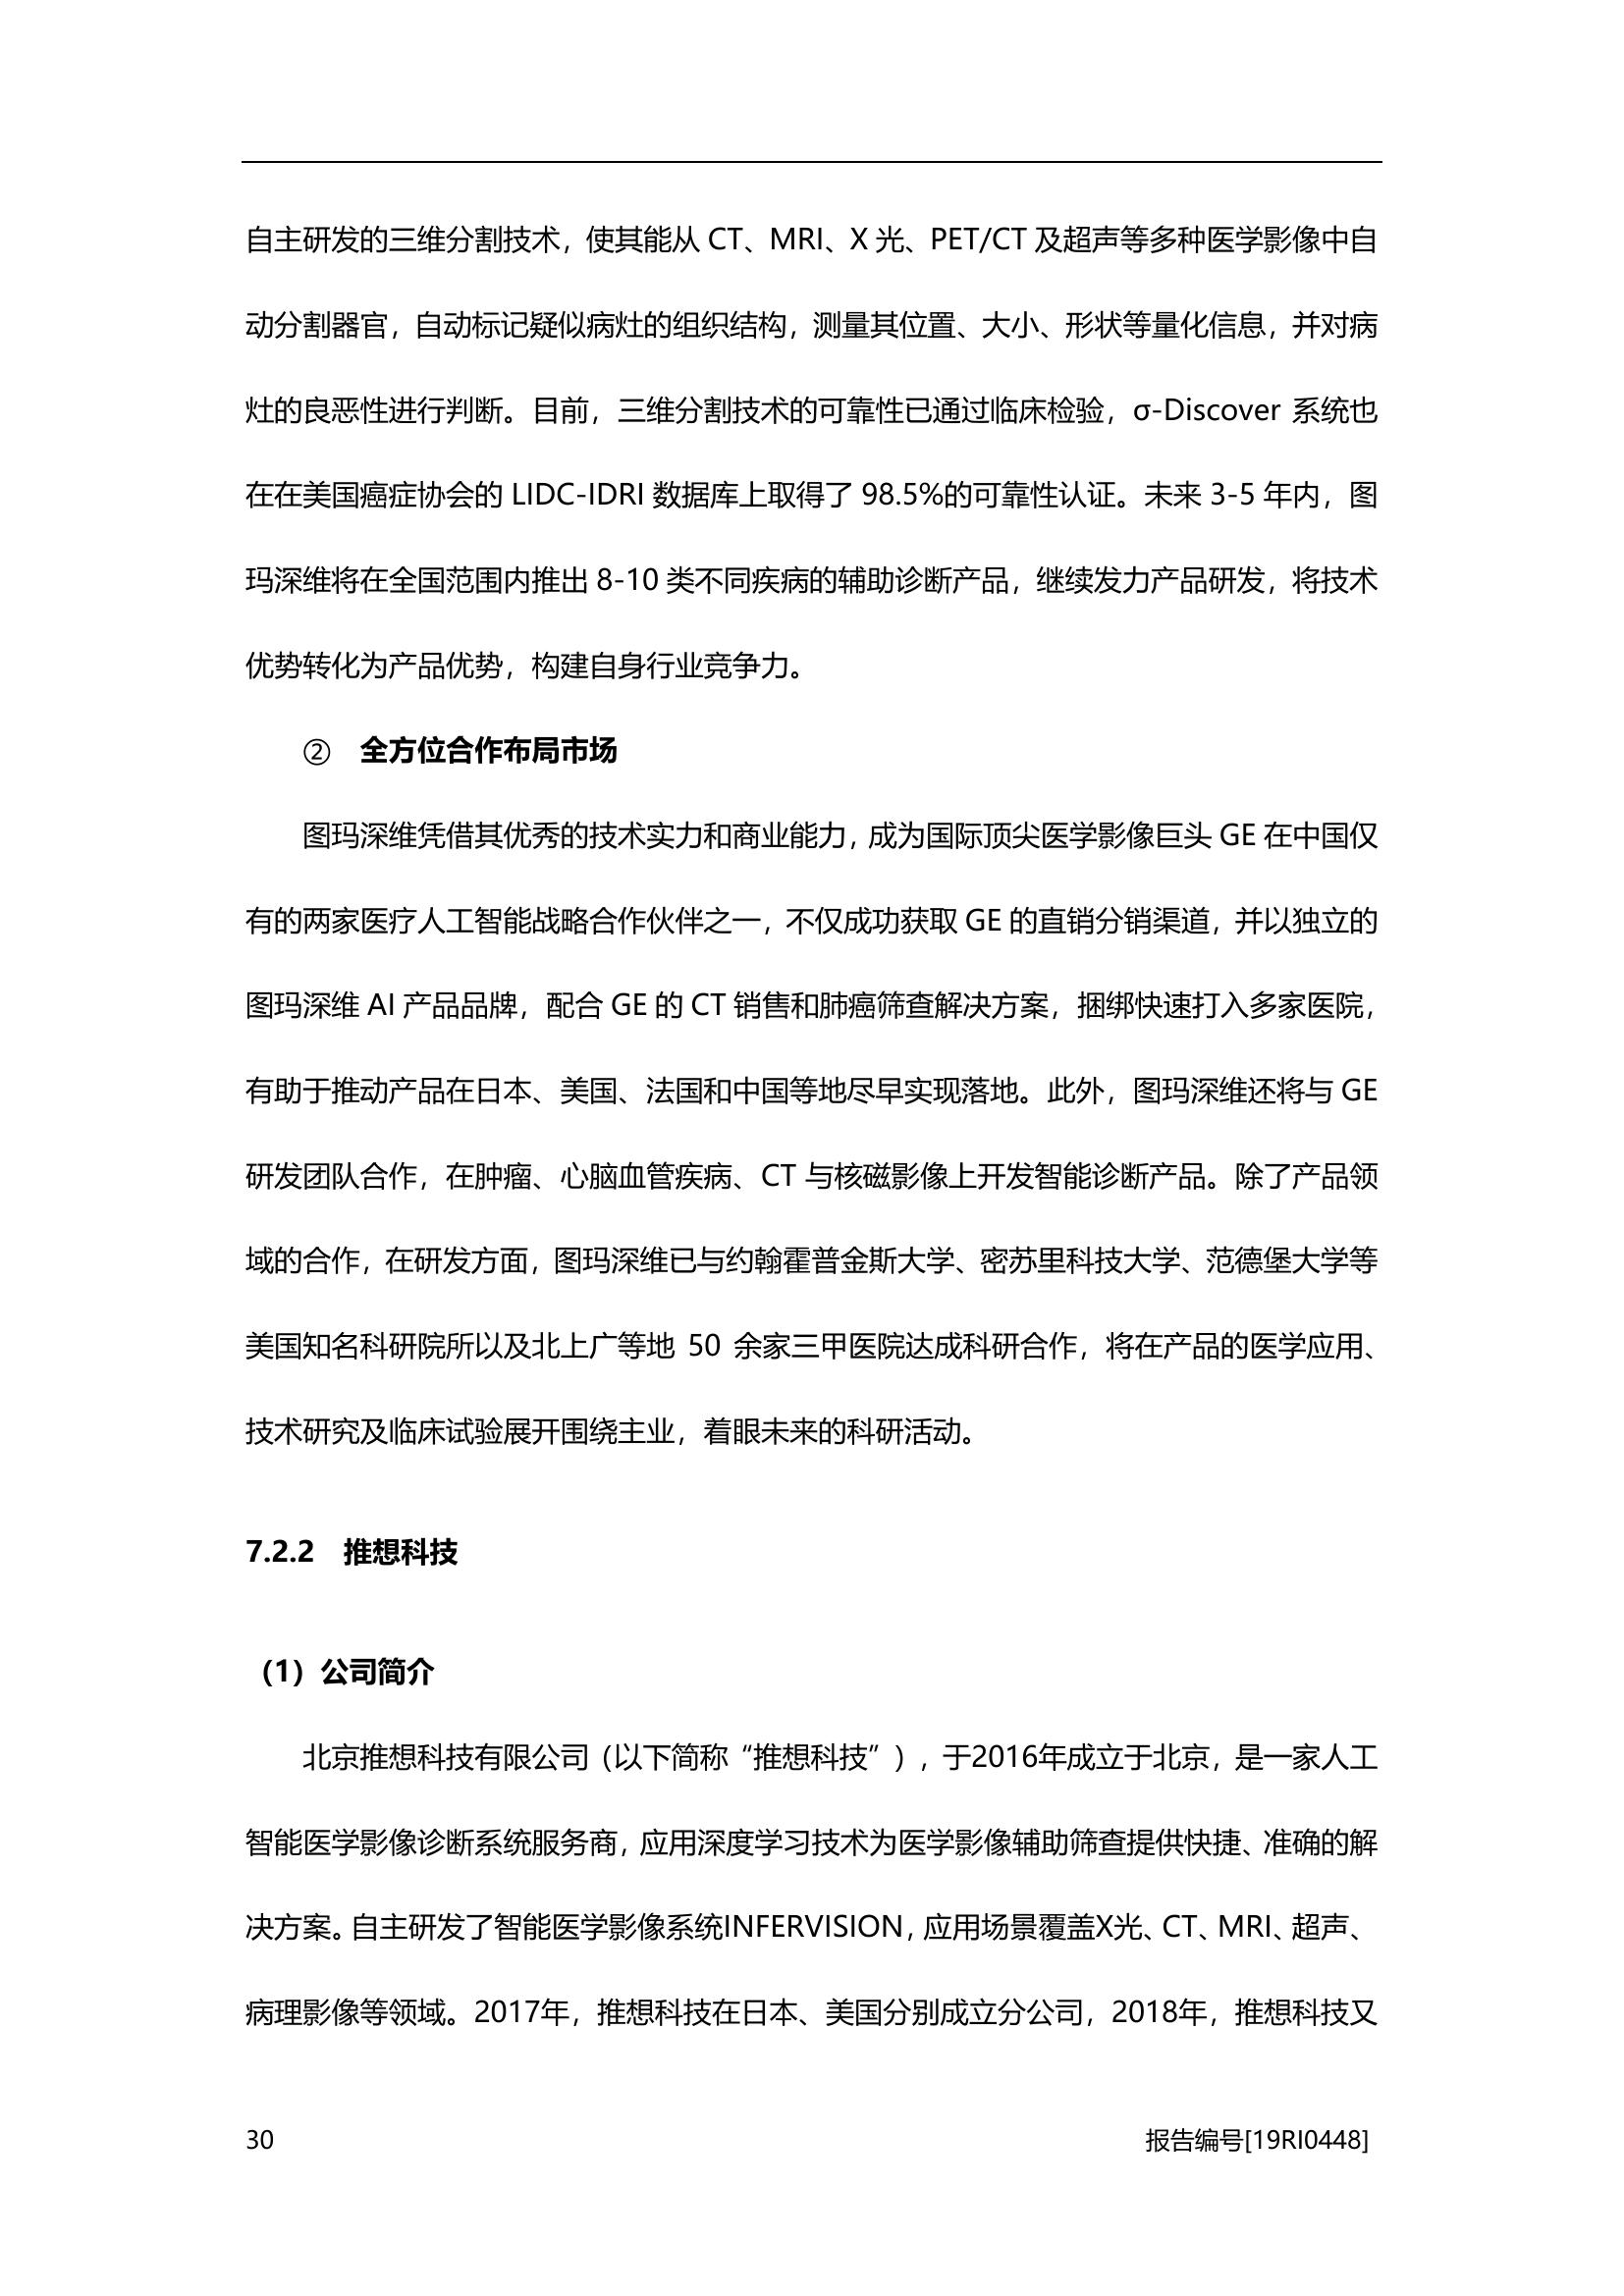 自主研发的三维分割技术，使其能从 CT、MRI、X 光、PET/CT 及超声等多种医学影像中自
动分割器官，自动标记疑似病灶的组织结构，测量其位置、大小、形状等量化信息，并对病
灶的良恶性进行判断。目前，三维分割技术的可靠性已通过临床检验，σ-Discover 系统也
在在美国癌症协会的 LIDC-IDRI 数据库上取得了 98.5%的可靠性认证。未来 3-5 年内，图
玛深维将在全国范围内推出 8-10 类不同疾病的辅助诊断产品，继续发力产品研发，将技术
优势转化为产品优势，构建自身行业竞争力。
② 全方位合作布局市场
图玛深维凭借其优秀的技术实力和商业能力，成为国际顶尖医学影像巨头 GE 在中国仅
有的两家医疗人工智能战略合作伙伴之一，不仅成功获取 GE 的直销分销渠道，并以独立的
图玛深维 AI 产品品牌，配合 GE 的 CT 销售和肺癌筛查解决方案，捆绑快速打入多家医院，
有助于推动产品在日本、美国、法国和中国等地尽早实现落地。此外，图玛深维还将与 GE
研发团队合作，在肿瘤、心脑血管疾病、CT 与核磁影像上开发智能诊断产品。除了产品领
域的合作，在研发方面，图玛深维已与约翰霍普金斯大学、密苏里科技大学、范德堡大学等
美国知名科研院所以及北上广等地 50 余家三甲医院达成科研合作，将在产品的医学应用、
技术研究及临床试验展开围绕主业，着眼未来的科研活动。
7.2.2 推想科技
（1）公司简介
北京推想科技有限公司（以下简称“推想科技”），于2016年成立于北京，是一家人工
智能医学影像诊断系统服务商，应用深度学习技术为医学影像辅助筛查提供快捷、准确的解
决方案。自主研发了智能医学影像系统INFERVISION，应用场景覆盖X光、CT、MRI、超声、
病理影像等领域。2017年，推想科技在日本、美国分别成立分公司，2018年，推想科技又
30 报告编号[19RI0448]